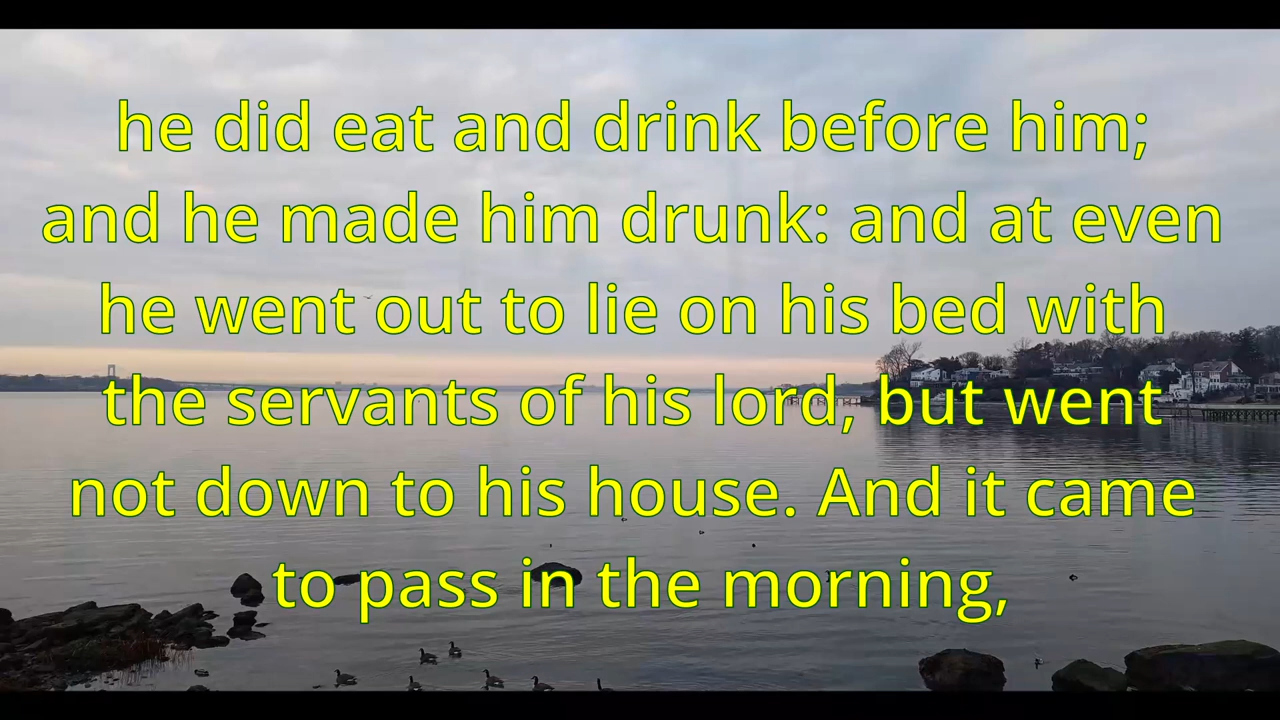 he did eat and drink before him;
and he made him drunk: and at even
he went out to lie on his bed with
the servants of his lord, but went
not down to his house. And it came
to pass in the morning,